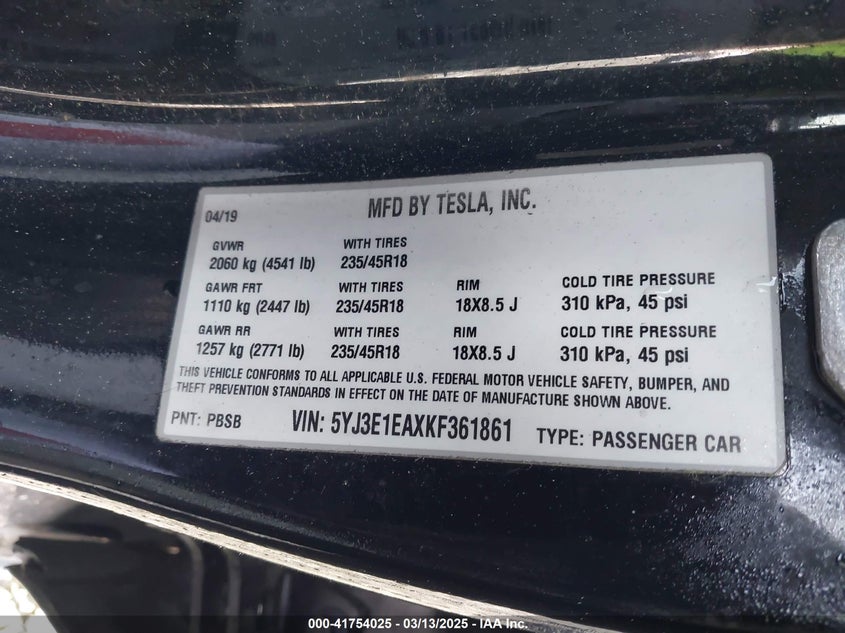 04/19 MFD BY TESLA, INC.
GVWR WITH TIRES
2060 kg (4541 lb) 235/45R18
GAWR FRT WITH TIRES RIM COLD TIRE PRESSURE
1110 kg (2447 lb) 235/45R18 18X8.5 J 310 kPa, 45 psi
GAWR RR WITH TIRES RIM COLD TIRE PRESSURE
1257 kg (2771 lb) 235/45R18 18X8.5 J 310 kPa, 45 psi
THIS VEHICLE CONFORMS TO ALL APPLICABLE U.S. FEDERAL MOTOR VEHICLE SAFETY, BUMPER, AND
THEFT PREVENTION STANDARDS IN EFFECT ON THE DATE OF MANUFACTURE SHOWN ABOVE.
PNT: PBSB VIN: 5YJ3E1EAXKF361861 TYPE: PASSENGER CAR
000-41754025 - 03/13/2025 - IAA Inc.